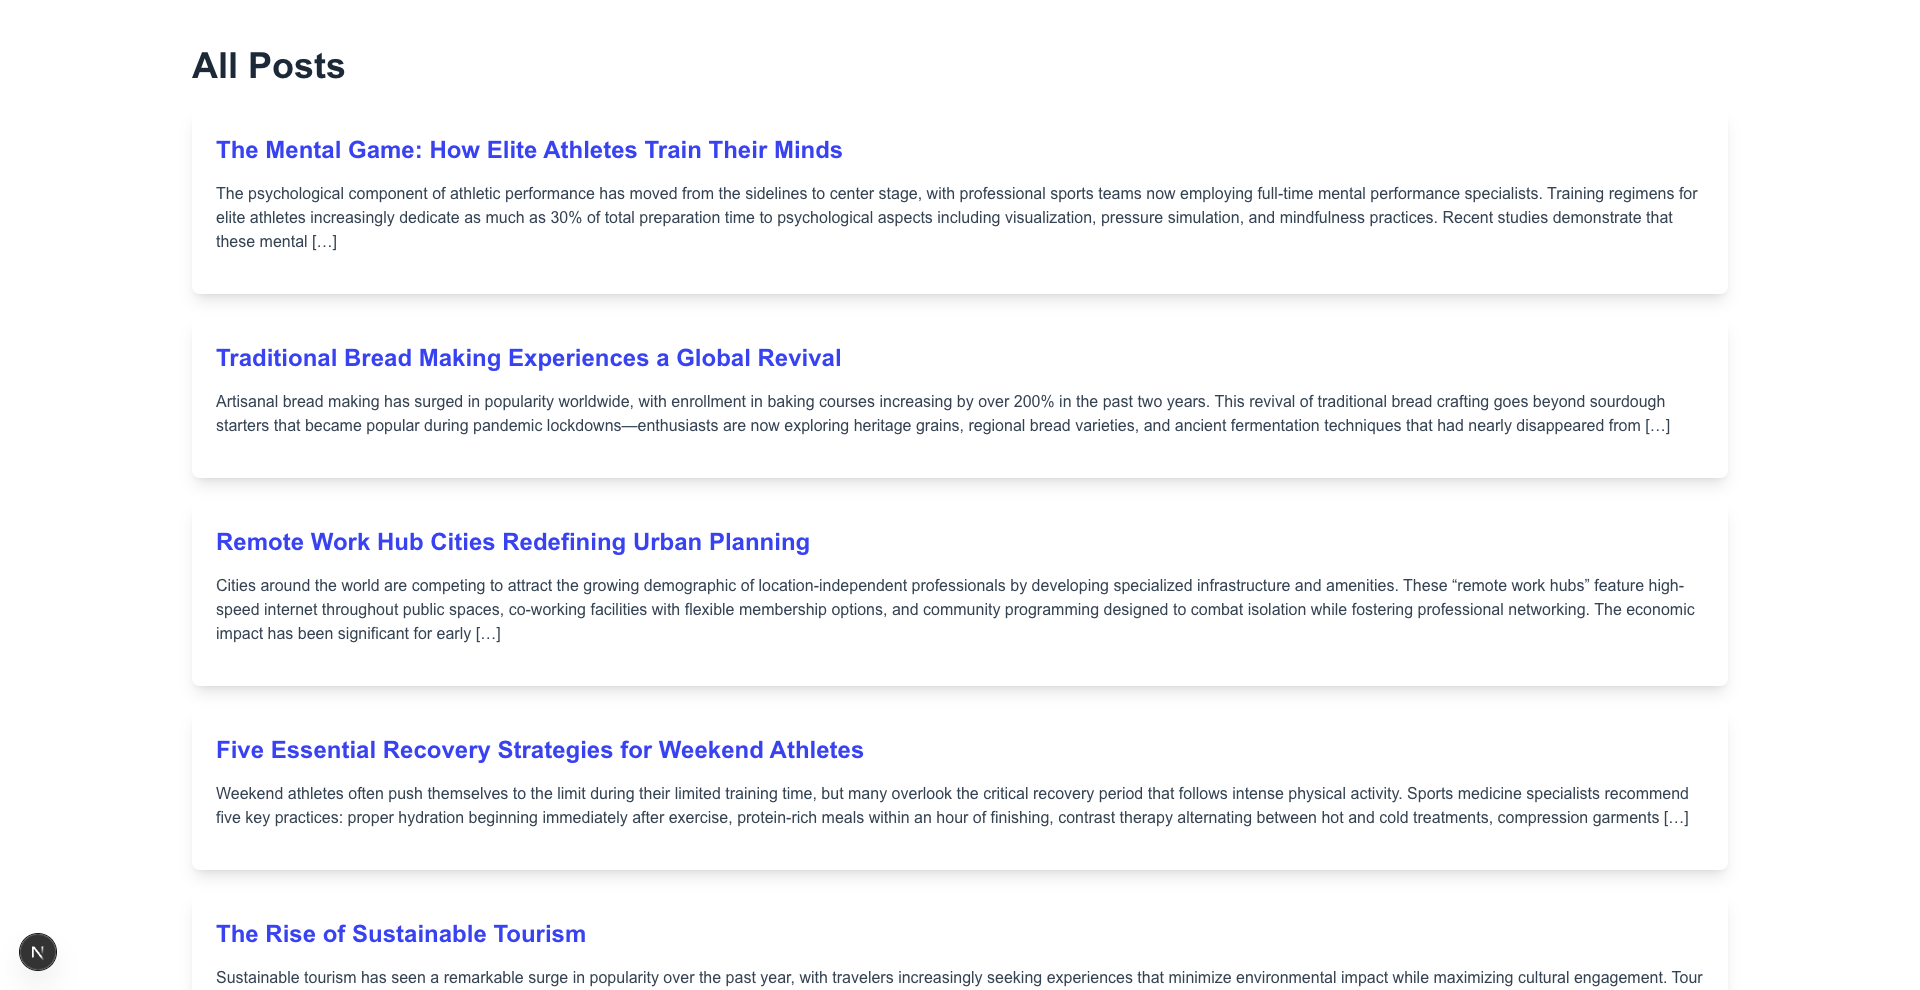 All Posts
The Mental Game: How Elite Athletes Train Their Minds
The psychological component of athletic performance has moved from the sidelines to center stage, with professional sports teams now employing full-time mental performance specialists. Training regimens for
elite athletes increasingly dedicate as much as 30% of total preparation time to psychological aspects including visualization, pressure simulation, and mindfulness practices. Recent studies demonstrate that
these mental […]
Traditional Bread Making Experiences a Global Revival
Artisanal bread making has surged in popularity worldwide, with enrollment in baking courses increasing by over 200% in the past two years. This revival of traditional bread crafting goes beyond sourdough
starters that became popular during pandemic lockdowns—enthusiasts are now exploring heritage grains, regional bread varieties, and ancient fermentation techniques that had nearly disappeared from […]
Remote Work Hub Cities Redefining Urban Planning
Cities around the world are competing to attract the growing demographic of location-independent professionals by developing specialized infrastructure and amenities. These “remote work hubs” feature high-
speed internet throughout public spaces, co-working facilities with flexible membership options, and community programming designed to combat isolation while fostering professional networking. The economic
impact has been significant for early […]
Five Essential Recovery Strategies for Weekend Athletes
Weekend athletes often push themselves to the limit during their limited training time, but many overlook the critical recovery period that follows intense physical activity. Sports medicine specialists recommend
five key practices: proper hydration beginning immediately after exercise, protein-rich meals within an hour of finishing, contrast therapy alternating between hot and cold treatments, compression garments […]
The Rise of Sustainable Tourism
Sustainable tourism has seen a remarkable surge in popularity over the past year, with travelers increasingly seeking experiences that minimize environmental impact while maximizing cultural engagement. Tour
N